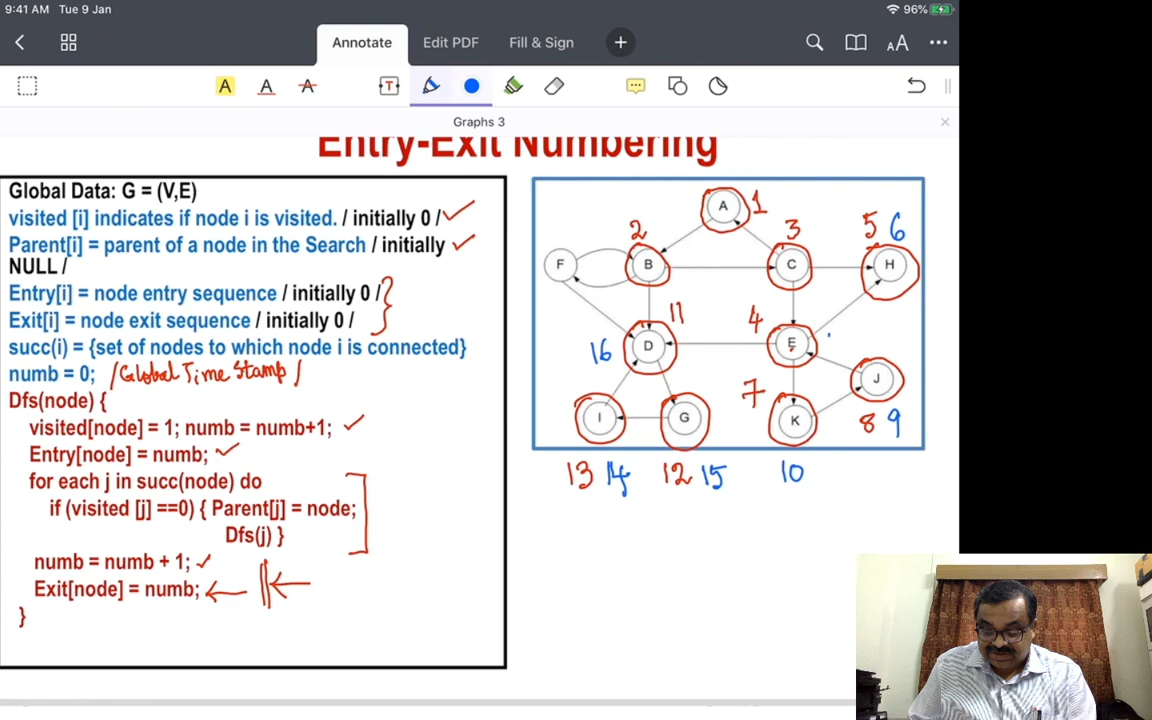 9:41 AM Tue 9 Jan
96%
Annotate
Edit PDF
Fill & Sign
A
A
A
T
AA
Graphs 3
Entry-Exit Numbering
Global Data: G = (V,E)
visited [i] indicates if node i is visited. / initially 0 /
Parent[i] = parent of a node in the Search / initially
NULL /
Entry[i] = node entry sequence / initially 0 /
Exit[i] = node exit sequence / initially 0 /
succ(i) = {set of nodes to which node i is connected}
numb = 0; /Global Time Stamp/
Dfs(node) {
visited[node] = 1; numb = numb+1;
Entry[node] = numb;
for each j in succ(node) do
if (visited [j] ==0) { Parent[j] = node;
Dfs(j) }
numb = numb + 1;
Exit[node] = numb;
}
A 1
2 3 5 6
F B C H
11 4
16 D E
7 J
I G K 8 9
13 14 12 15 10